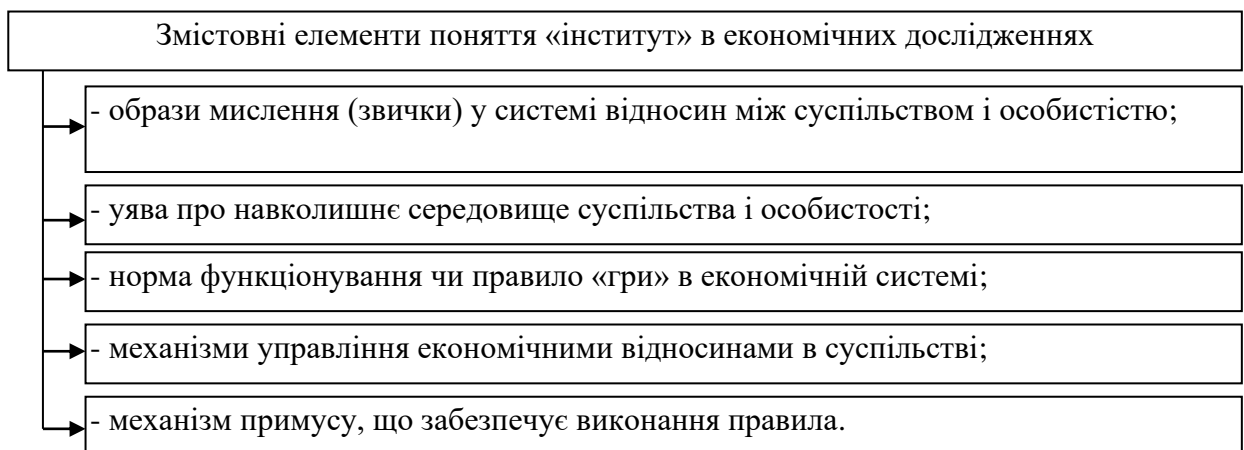 Змістовні елементи поняття «інститут» в економічних дослідженнях
- образи мислення (звички) у системі відносин між суспільством і особистістю;
- уява про навколишнє середовище суспільства і особистості;
- норма функціонування чи правило «гри» в економічній системі;
- механізми управління економічними відносинами в суспільстві;
- механізм примусу, що забезпечує виконання правила.